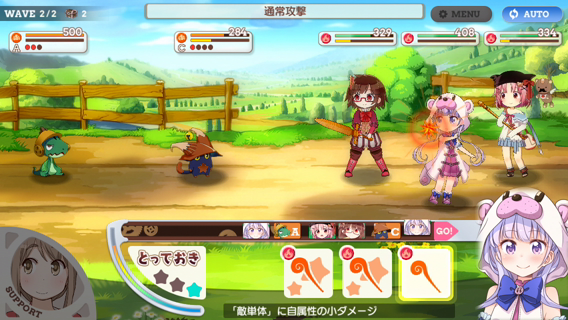 WAVE 2/2 2
通常攻撃
MENU
AUTO
500
A
284
C
329
408
334
A
C
GO!
とっておき
SUPPORT
「敵単体」に自属性の小ダメージ